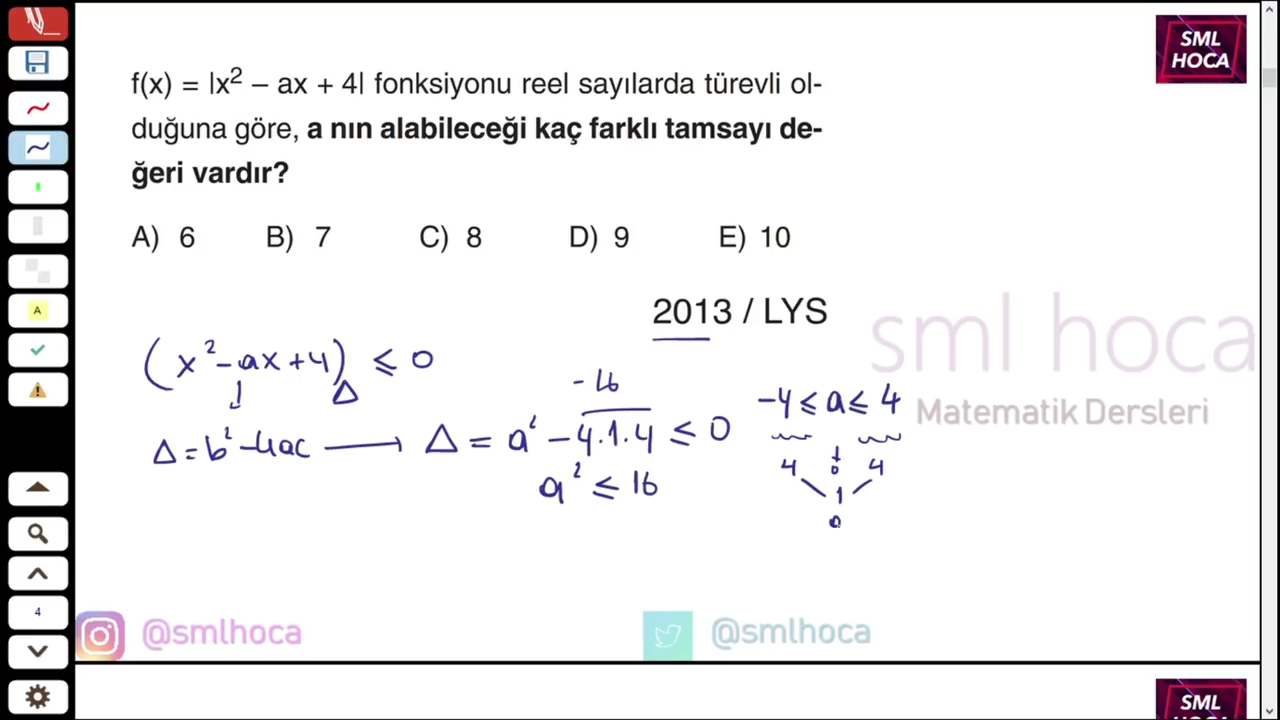 SML
HOCA
f(x) = |x² – ax + 4| fonksiyonu reel sayılarda türevli ol-
duğuna göre, a nın alabileceği kaç farklı tamsayı de-
ğeri vardır?
A) 6 B) 7 C) 8 D) 9 E) 10
2013 / LYS
sml hoca
Matematik Dersleri
(x² - ax + 4) ≤ 0
Δ
Δ = b² - 4ac → Δ = a² - 4.1.4 ≤ 0
- 16
a² ≤ 16
-4 ≤ a ≤ 4
4 0 4
1
A
4
@smlhoca
@smlhoca
SML
HOCA